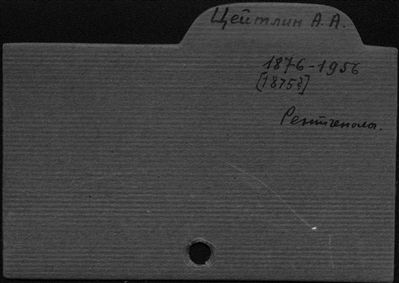 Цейтлин А. А.
1876-1956
[1875?]
Рентгенолог.